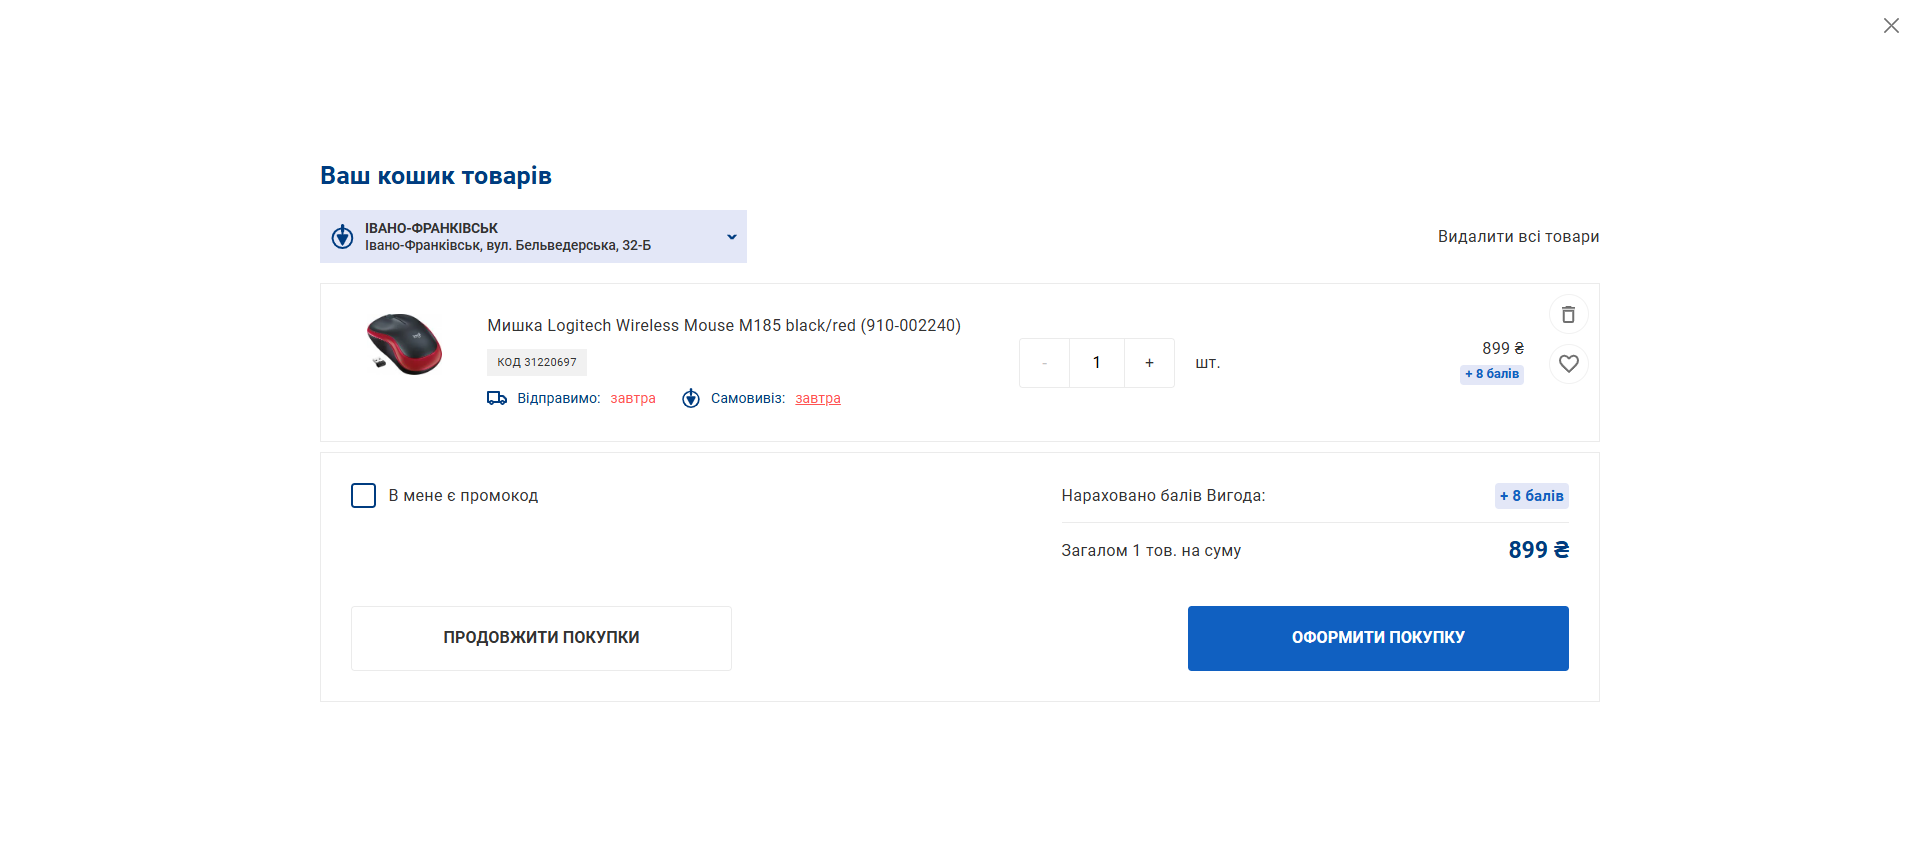 Ваш кошик товарів
ІВАНО-ФРАНКІВСЬК
Івано-Франківськ, вул. Бельведерська, 32-Б
Видалити всі товари
Мишка Logitech Wireless Mouse M185 black/red (910-002240)
КОД 31220697
Відправимо: завтра Самовивіз: завтра
- 1 + шт.
899 ₴
+ 8 балів
В мене є промокод
Нараховано балів Вигода: + 8 балів
Загалом 1 тов. на суму 899 ₴
ПРОДОВЖИТИ ПОКУПКИ
ОФОРМИТИ ПОКУПКУ